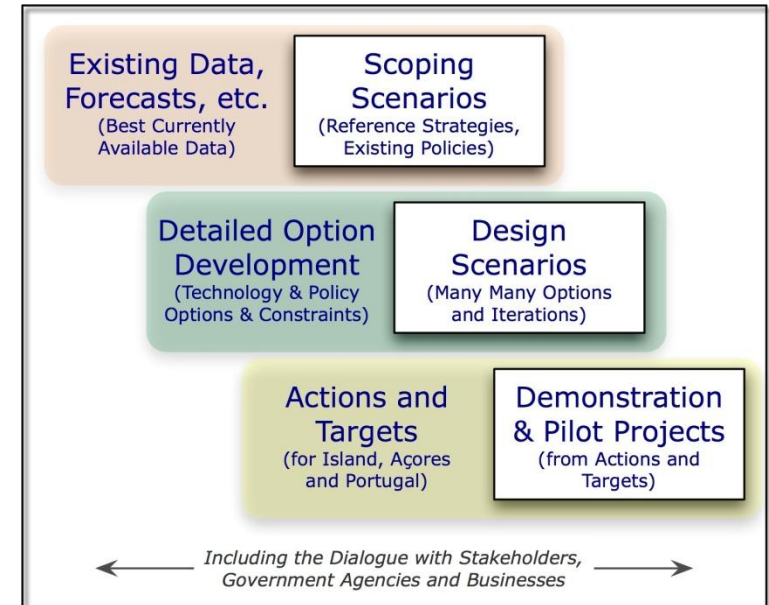 Existing Data,
Forecasts, etc.
(Best Currently
Available Data)
Scoping
Scenarios
(Reference Strategies,
Existing Policies)
Detailed Option
Development
(Technology & Policy
Options & Constraints)
Design
Scenarios
(Many Many Options
and Iterations)
Actions and
Targets
(for Island, Açores
and Portugal)
Demonstration
& Pilot Projects
(from Actions and
Targets)
Including the Dialogue with Stakeholders,
Government Agencies and Businesses